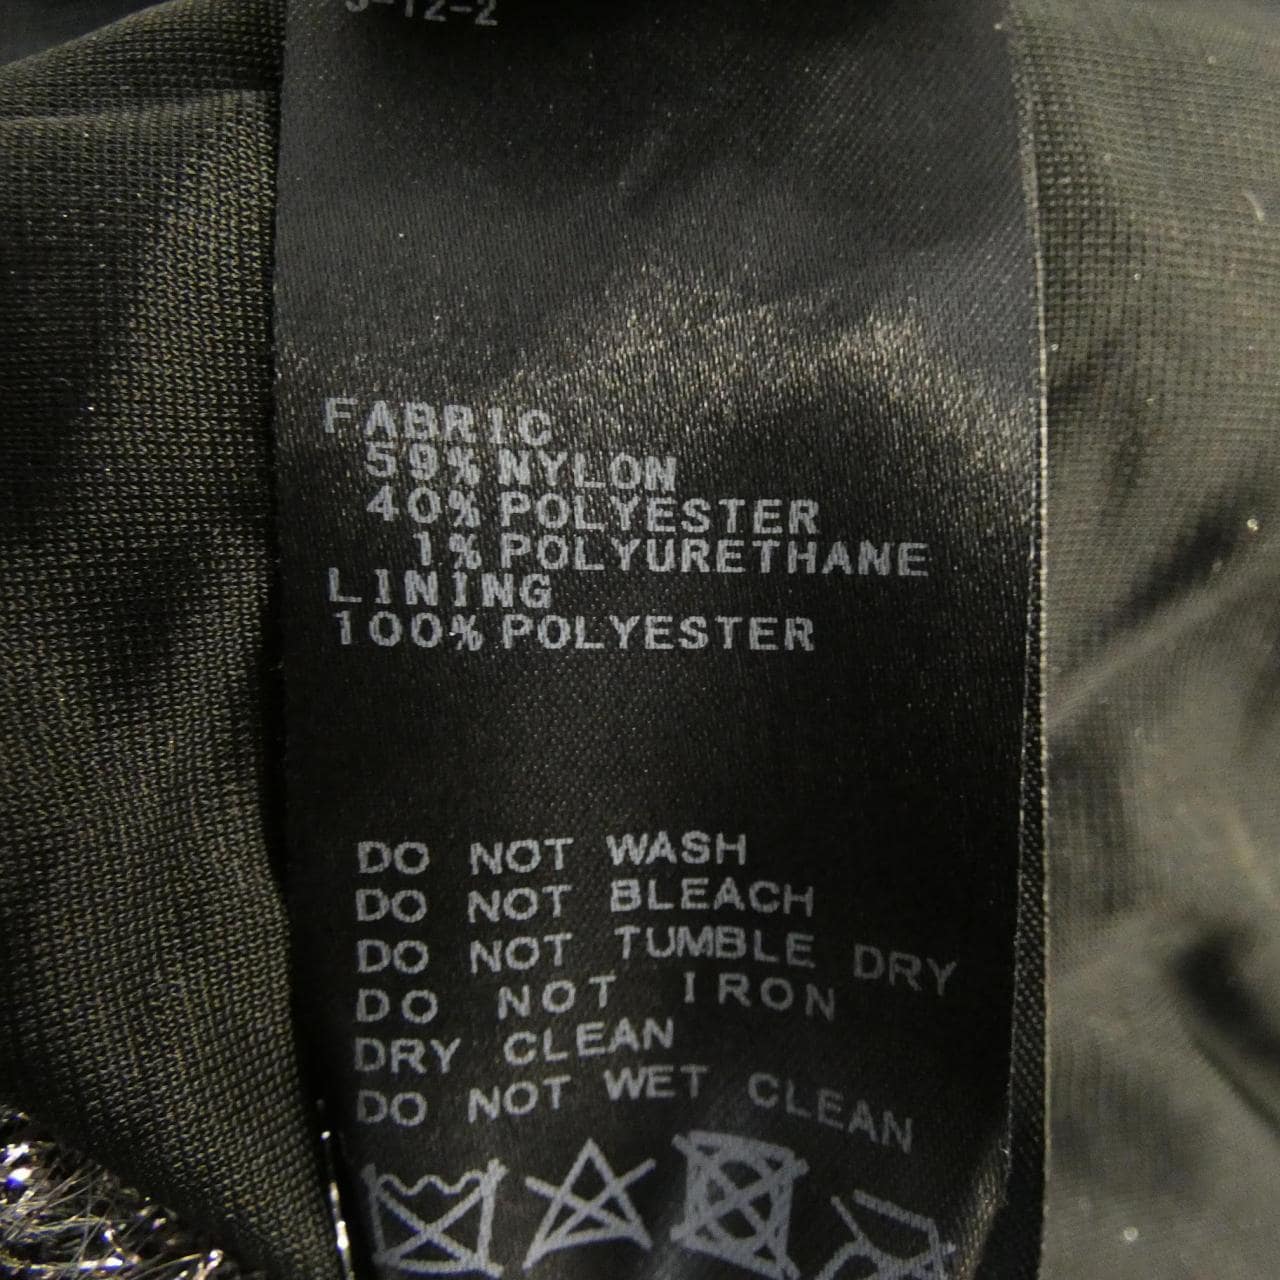 FABRIC
59% NYLON
40% POLYESTER
1% POLYURETHANE
LINING
100% POLYESTER
DO NOT WASH
DO NOT BLEACH
DO NOT TUMBLE DRY
DO NOT IRON
DRY CLEAN
DO NOT WET CLEAN